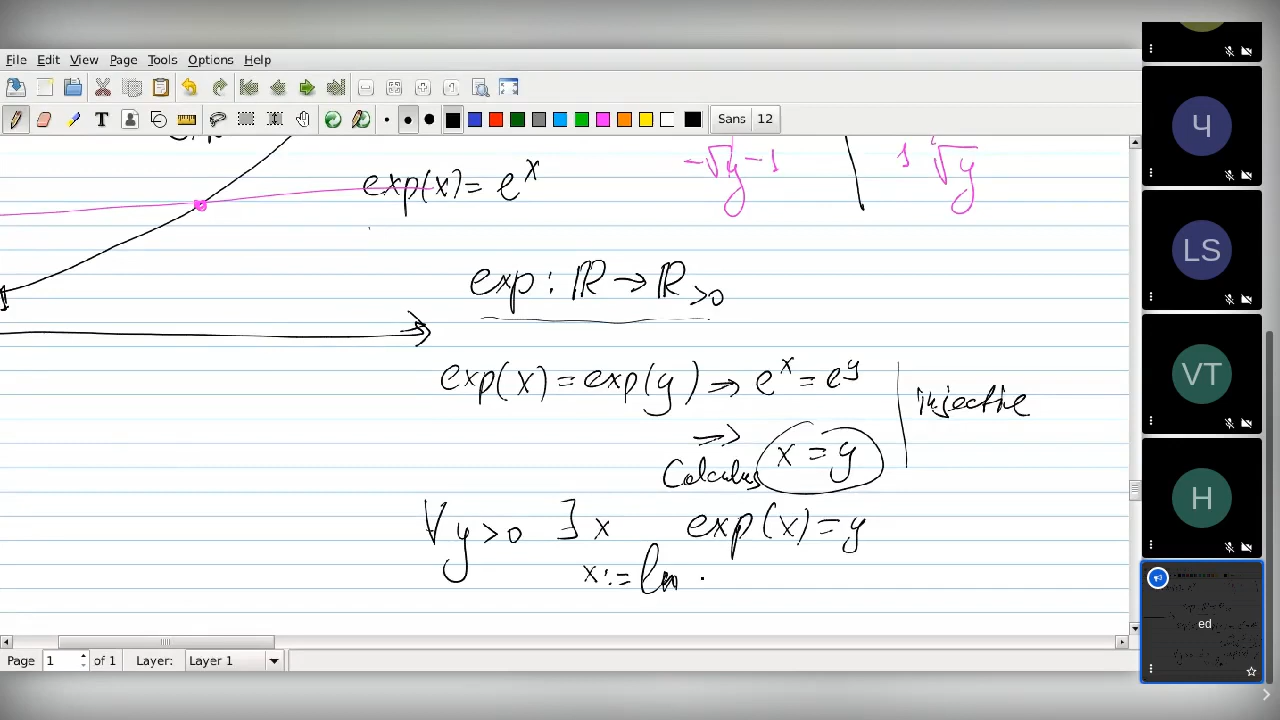 File Edit View Page Tools Options Help
Sans 12
exp(x) = e^x
-√y -1
1 √y
exp : ℝ → ℝ_{>0}
exp(x) = exp(y) ⇒ e^x = e^y
injective
⇒ x = y
Calculus
∀ y > 0 ∃ x exp(x) = y
x := ln
Page 1 of 1 Layer: Layer 1
Ч
LS
VT
H
ed